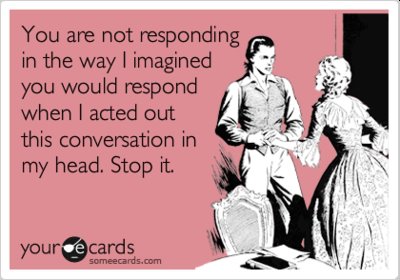 You are not responding
in the way I imagined
you would respond
when I acted out
this conversation in
my head. Stop it.
your e cards
someecards.com